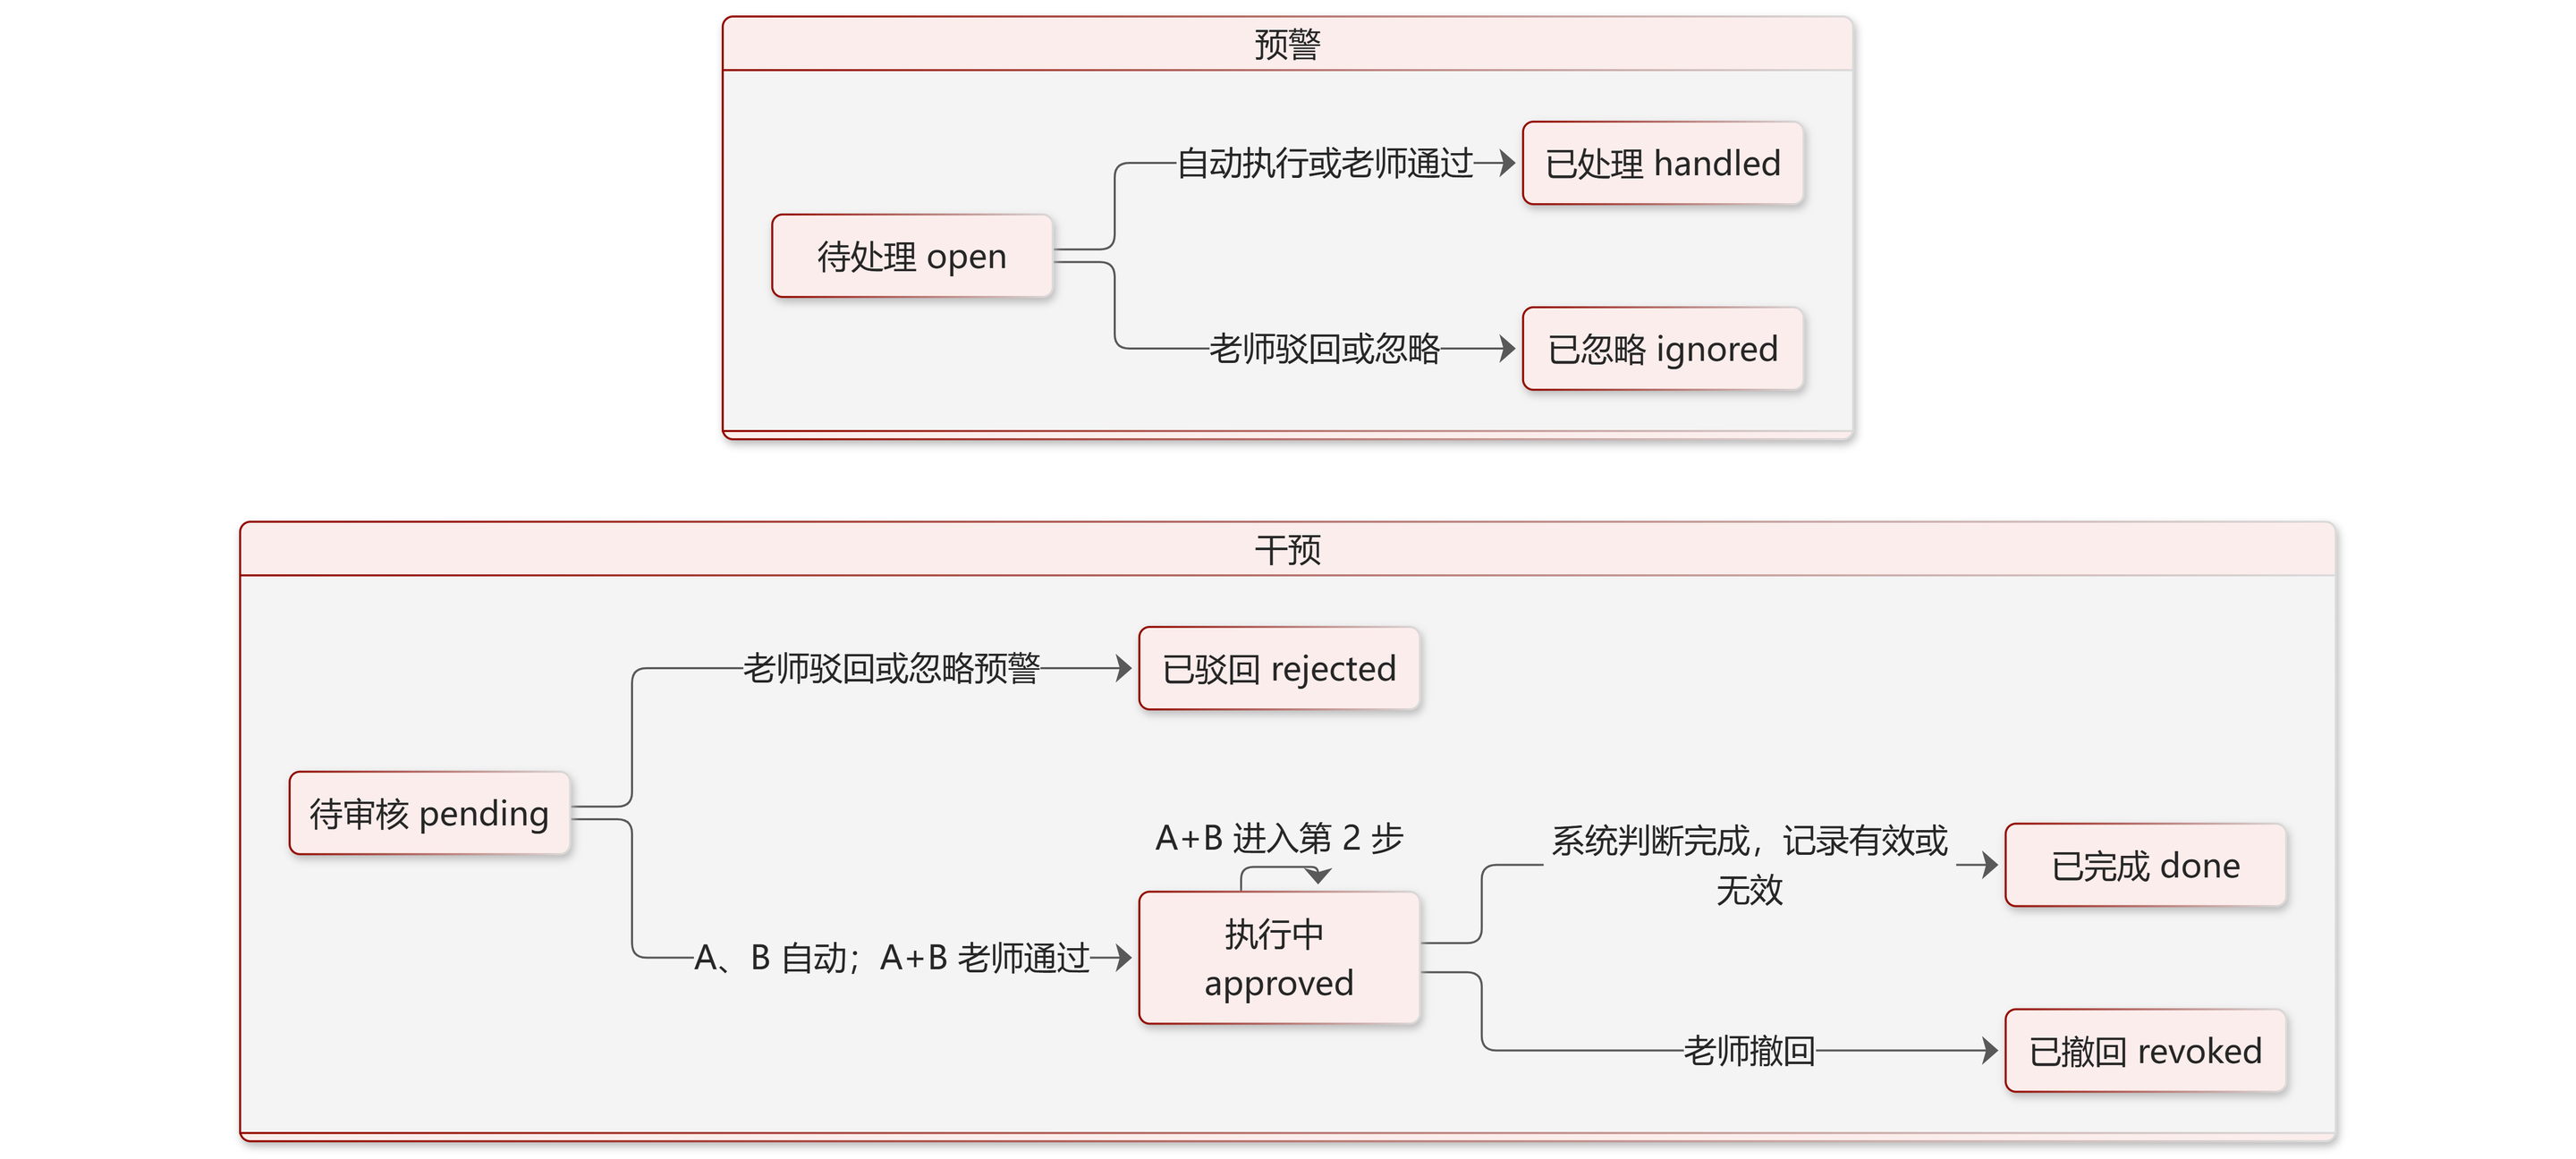 预警
自动执行或老师通过
已处理 handled
待处理 open
老师驳回或忽略
已忽略 ignored
干预
老师驳回或忽略预警
已驳回 rejected
待审核 pending
A+B 进入第 2 步
系统判断完成，记录有效或
无效
已完成 done
A、B 自动；A+B 老师通过
执行中
approved
老师撤回
已撤回 revoked